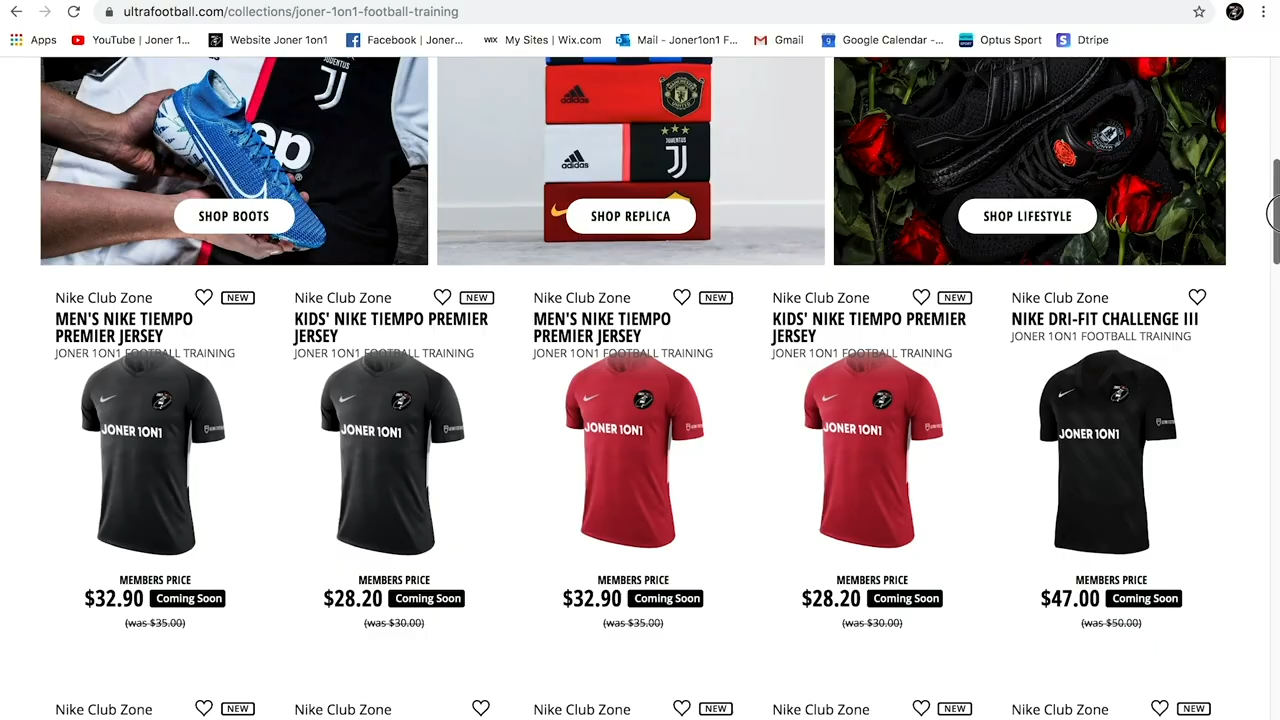 ultrafootball.com/collections/joner-1on1-football-training
Apps
YouTube | Joner 1...
Website Joner 1on1
Facebook | Joner...
WIX
My Sites | Wix.com
Mail - Joner1on1 F...
Gmail
9
Google Calendar -...
Optus Sport
S
Dtripe
JUVENTUS
Jeep
SHOP BOOTS
adidas
MANCHESTER
UNITED
adidas
JUVENTUS
SHOP REPLICA
SHOP LIFESTYLE
Nike Club Zone
NEW
MEN'S NIKE TIEMPO
PREMIER JERSEY
JONER 1ON1 FOOTBALL TRAINING
JONER 1ON1
MEMBERS PRICE
$32.90 Coming Soon
(was $35.00)
Nike Club Zone
NEW
KIDS' NIKE TIEMPO PREMIER
JERSEY
JONER 1ON1 FOOTBALL TRAINING
JONER 1ON1
MEMBERS PRICE
$28.20 Coming Soon
(was $30.00)
Nike Club Zone
NEW
MEN'S NIKE TIEMPO
PREMIER JERSEY
JONER 1ON1 FOOTBALL TRAINING
JONER 1ON1
MEMBERS PRICE
$32.90 Coming Soon
(was $35.00)
Nike Club Zone
NEW
KIDS' NIKE TIEMPO PREMIER
JERSEY
JONER 1ON1 FOOTBALL TRAINING
JONER 1ON1
MEMBERS PRICE
$28.20 Coming Soon
(was $30.00)
Nike Club Zone
NIKE DRI-FIT CHALLENGE III
JONER 1ON1 FOOTBALL TRAINING
JONER 1ON1
MEMBERS PRICE
$47.00 Coming Soon
(was $50.00)
Nike Club Zone
NEW
Nike Club Zone
Nike Club Zone
NEW
Nike Club Zone
NEW
Nike Club Zone
NEW